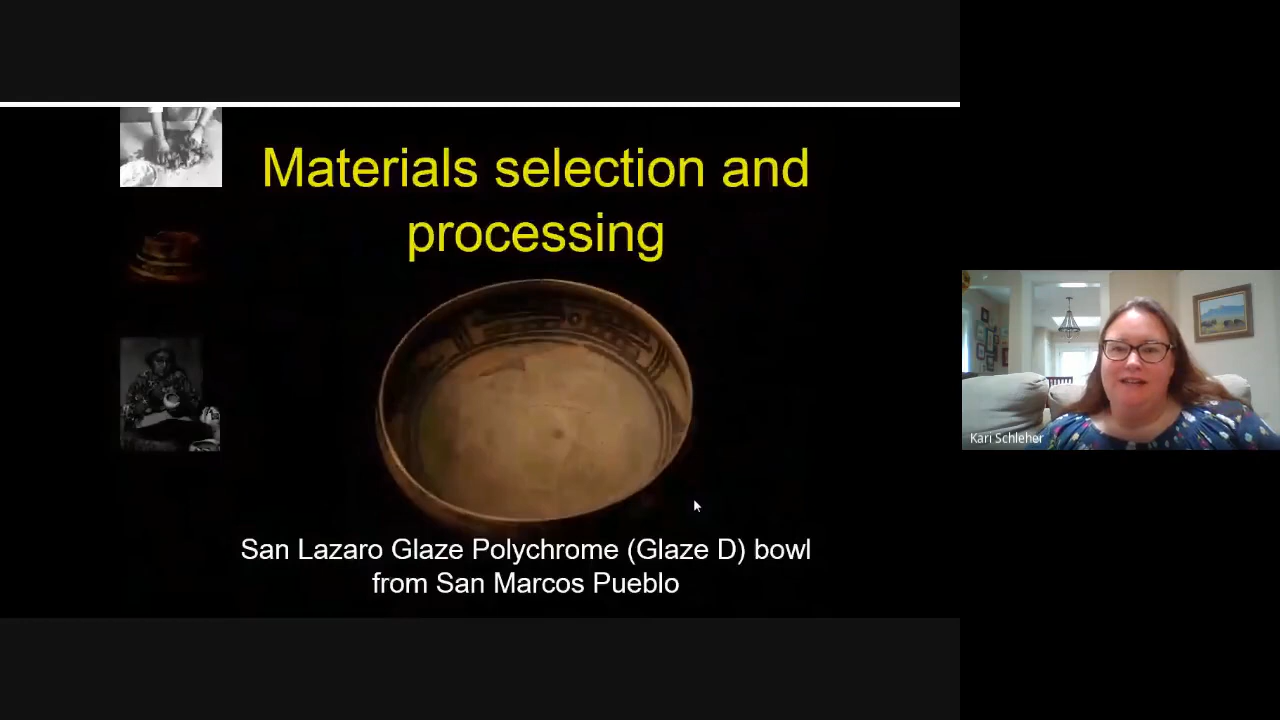 Materials selection and
processing
San Lazaro Glaze Polychrome (Glaze D) bowl
from San Marcos Pueblo
Kari Schleher